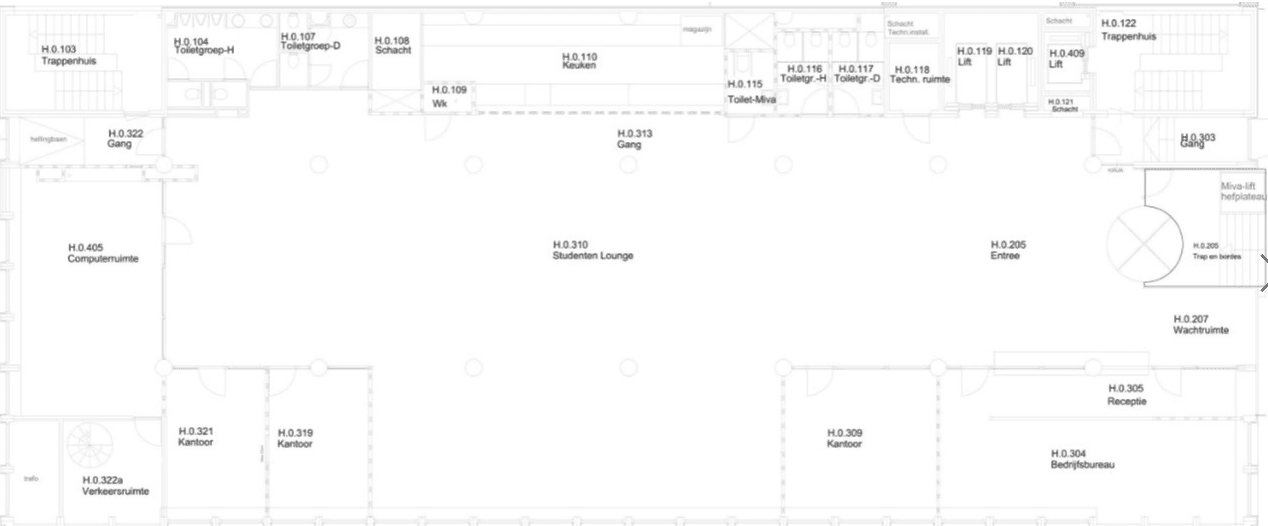 H.0.103
Trappenhuis
H.0.104
Toiletgroep-H
H.0.107
Toiletgroep-D
H.0.108
Schacht
H.0.110
Keuken
magazijn
H.0.109
Wk
H.0.115
Toilet-Miva
H.0.116
Toiletgr.-H
H.0.117
Toiletgr.-D
Schacht
Techn.install.
H.0.118
Techn. ruimte
H.0.119
Lift
H.0.120
Lift
Schacht
H.0.409
Lift
H.0.121
Schacht
H.0.122
Trappenhuis
hellingbaan
H.0.322
Gang
H.0.313
Gang
H.0.303
Gang
Miva-lift
hefplateau
H.0.405
Computerruimte
H.0.310
Studenten Lounge
H.0.205
Entree
H.0.205
Trap en bordes
H.0.207
Wachtruimte
H.0.305
Receptie
H.0.321
Kantoor
H.0.319
Kantoor
H.0.309
Kantoor
H.0.304
Bedrijfsbureau
trafo
H.0.322a
Verkeersruimte